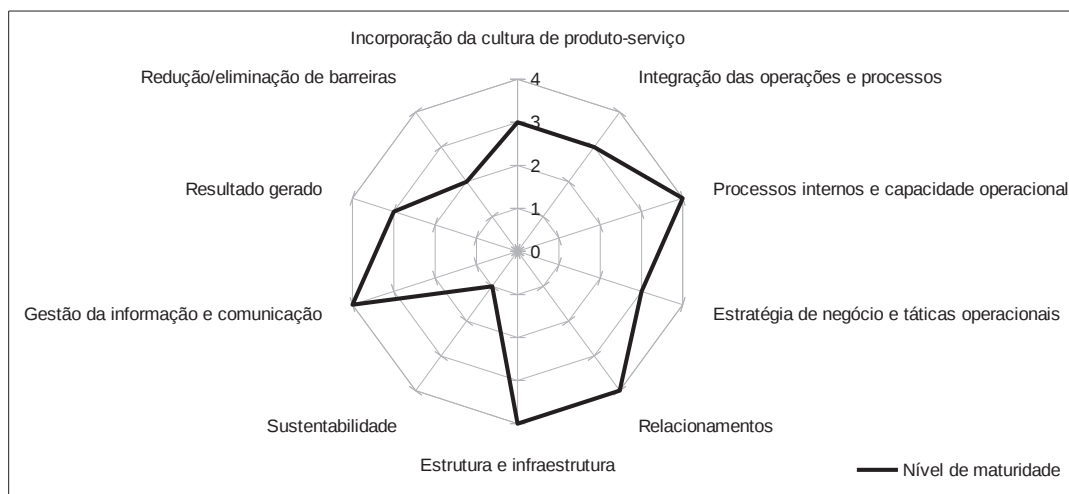 Incorporação da cultura de produto-serviço
Redução/eliminação de barreiras
Integração das operações e processos
4
3
2
1
0
Resultado gerado
Processos internos e capacidade operacional
Gestão da informação e comunicação
Estratégia de negócio e táticas operacionais
Sustentabilidade
Relacionamentos
Estrutura e infraestrutura
Nível de maturidade